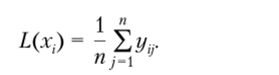 L(x_i) = \frac{1}{n} \sum_{j=1}^{n} y_{ij}.